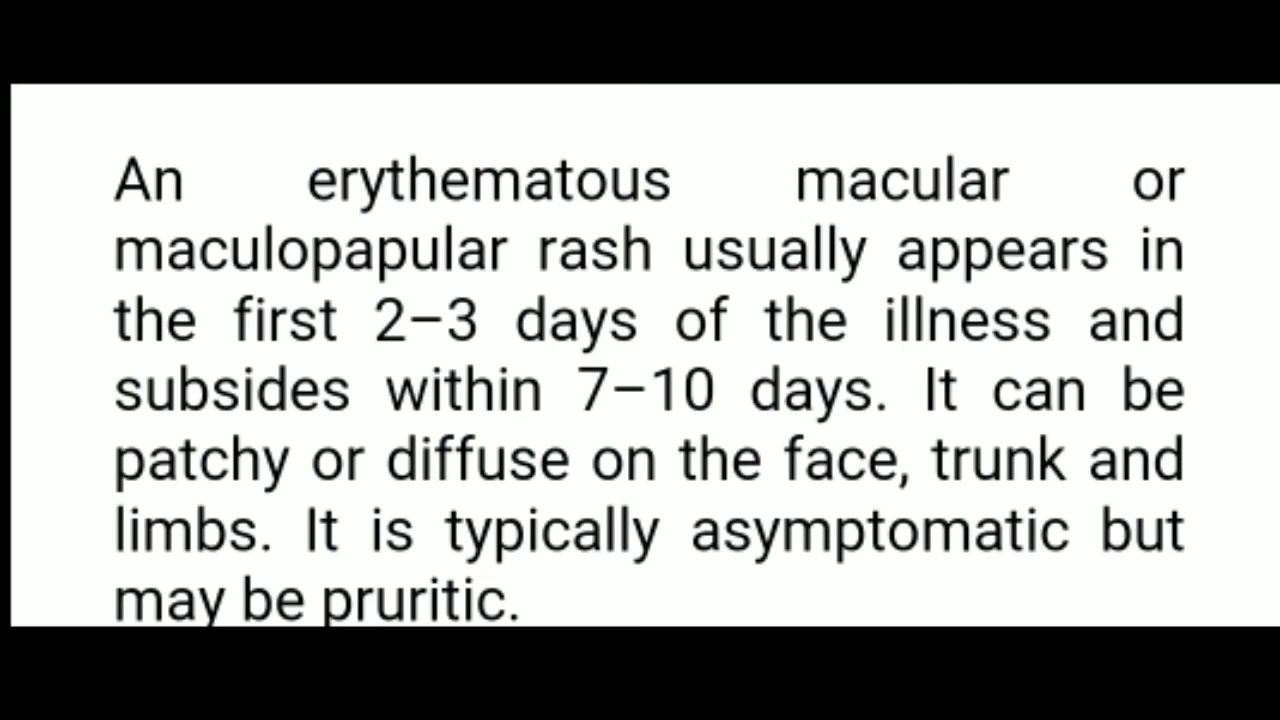 An erythematous macular or
maculopapular rash usually appears in
the first 2–3 days of the illness and
subsides within 7–10 days. It can be
patchy or diffuse on the face, trunk and
limbs. It is typically asymptomatic but
may be pruritic.